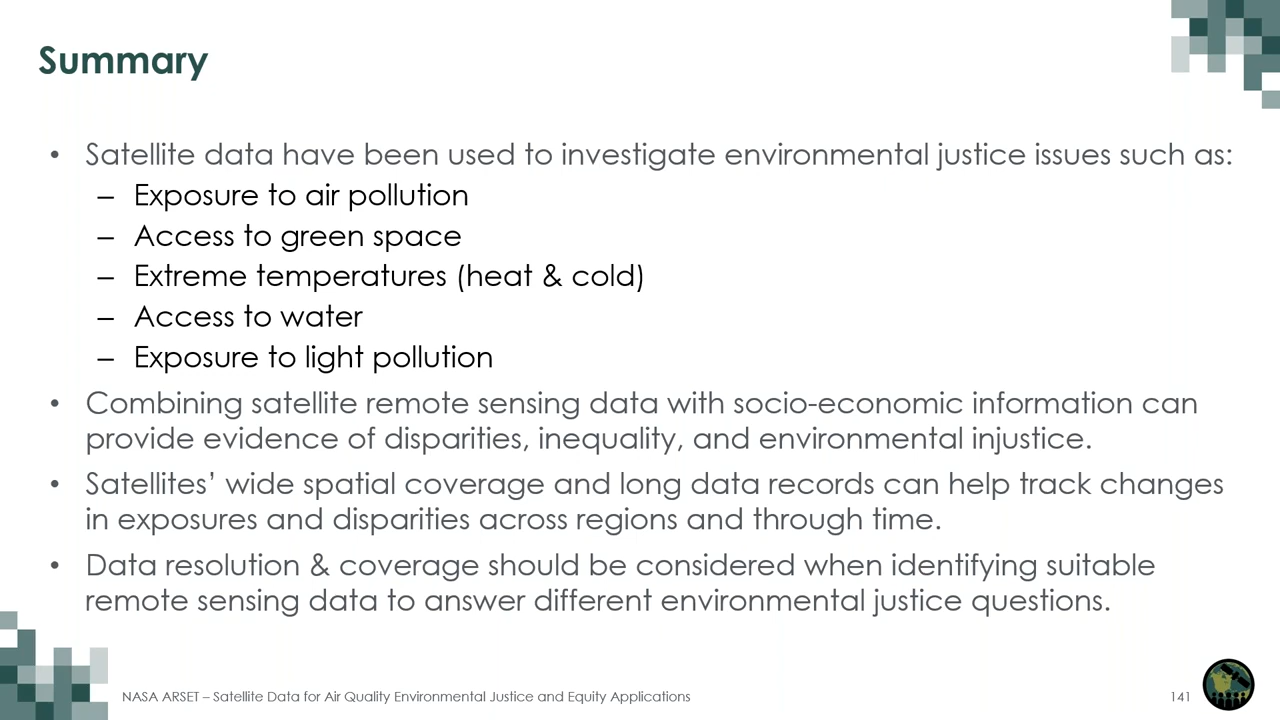 Summary
• Satellite data have been used to investigate environmental justice issues such as:
– Exposure to air pollution
– Access to green space
– Extreme temperatures (heat & cold)
– Access to water
– Exposure to light pollution
• Combining satellite remote sensing data with socio-economic information can
provide evidence of disparities, inequality, and environmental injustice.
• Satellites’ wide spatial coverage and long data records can help track changes
in exposures and disparities across regions and through time.
• Data resolution & coverage should be considered when identifying suitable
remote sensing data to answer different environmental justice questions.
NASA ARSET – Satellite Data for Air Quality Environmental Justice and Equity Applications
141